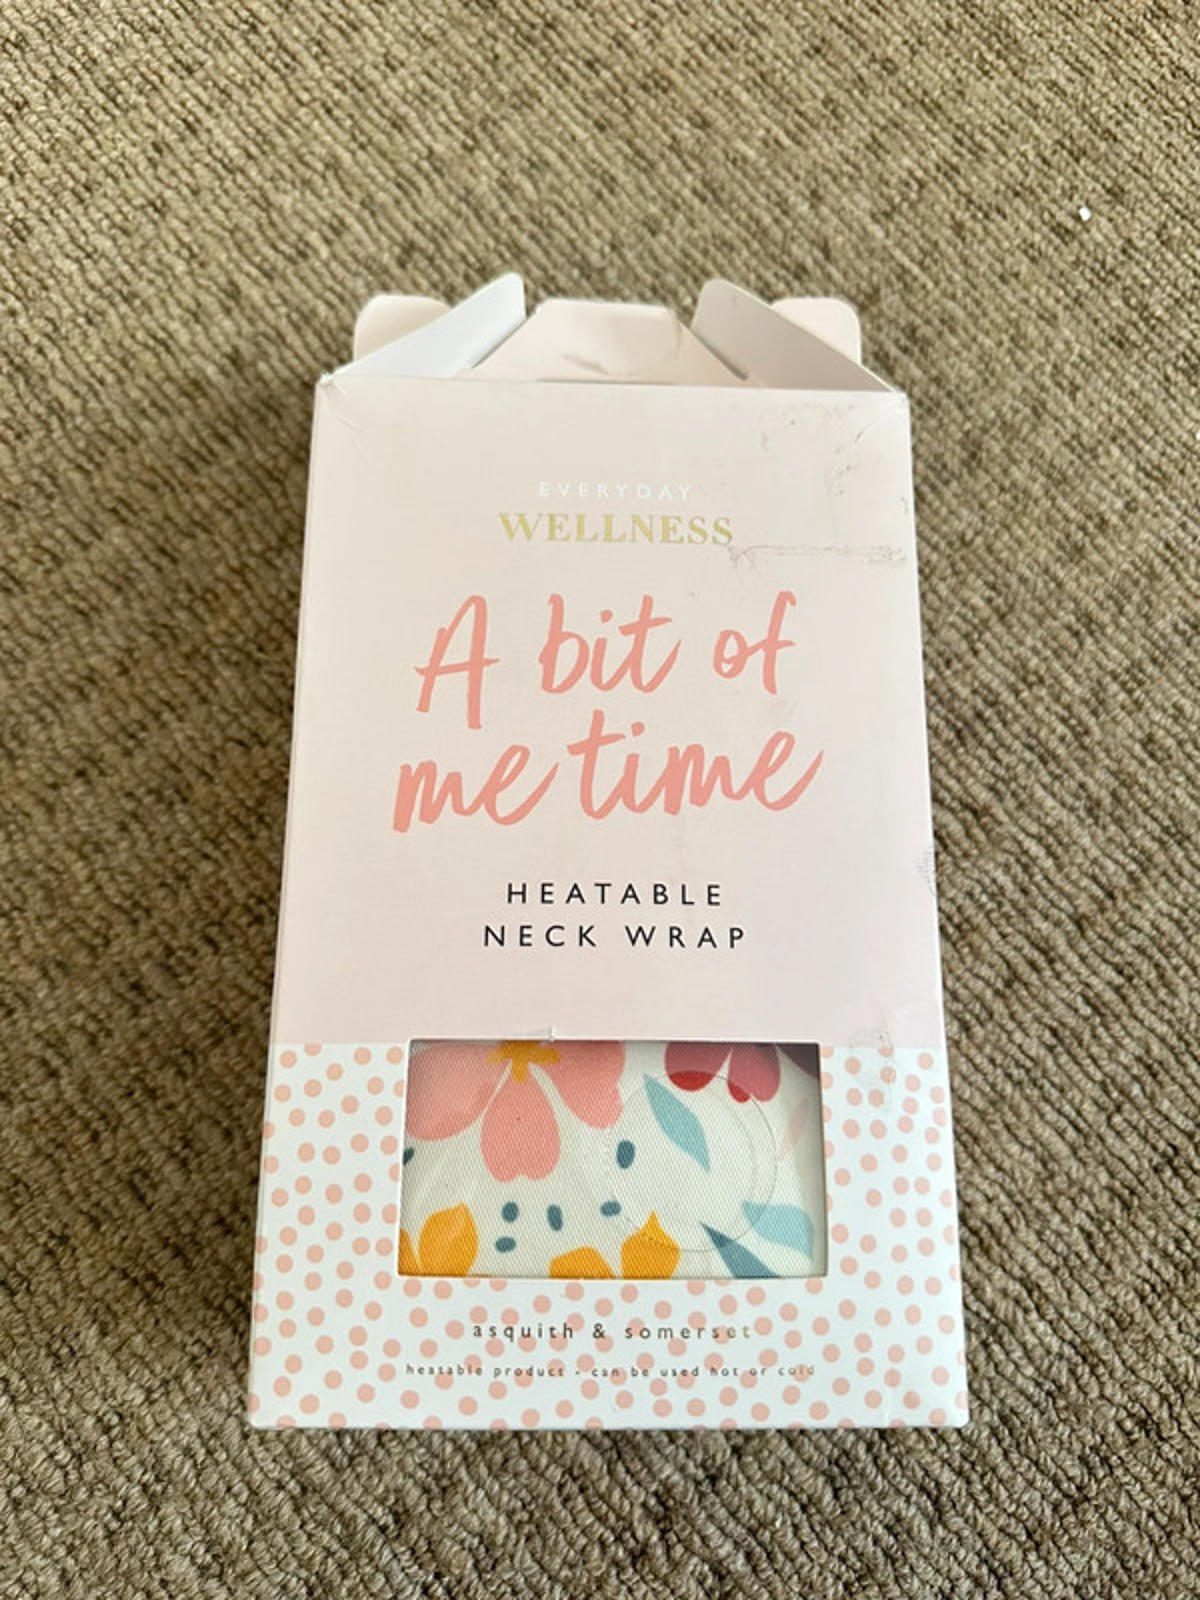 EVERYDAY
WELLNESS
A bit of
me time
HEATABLE
NECK WRAP
asquith & somerset
heatable product - can be used hot or cold